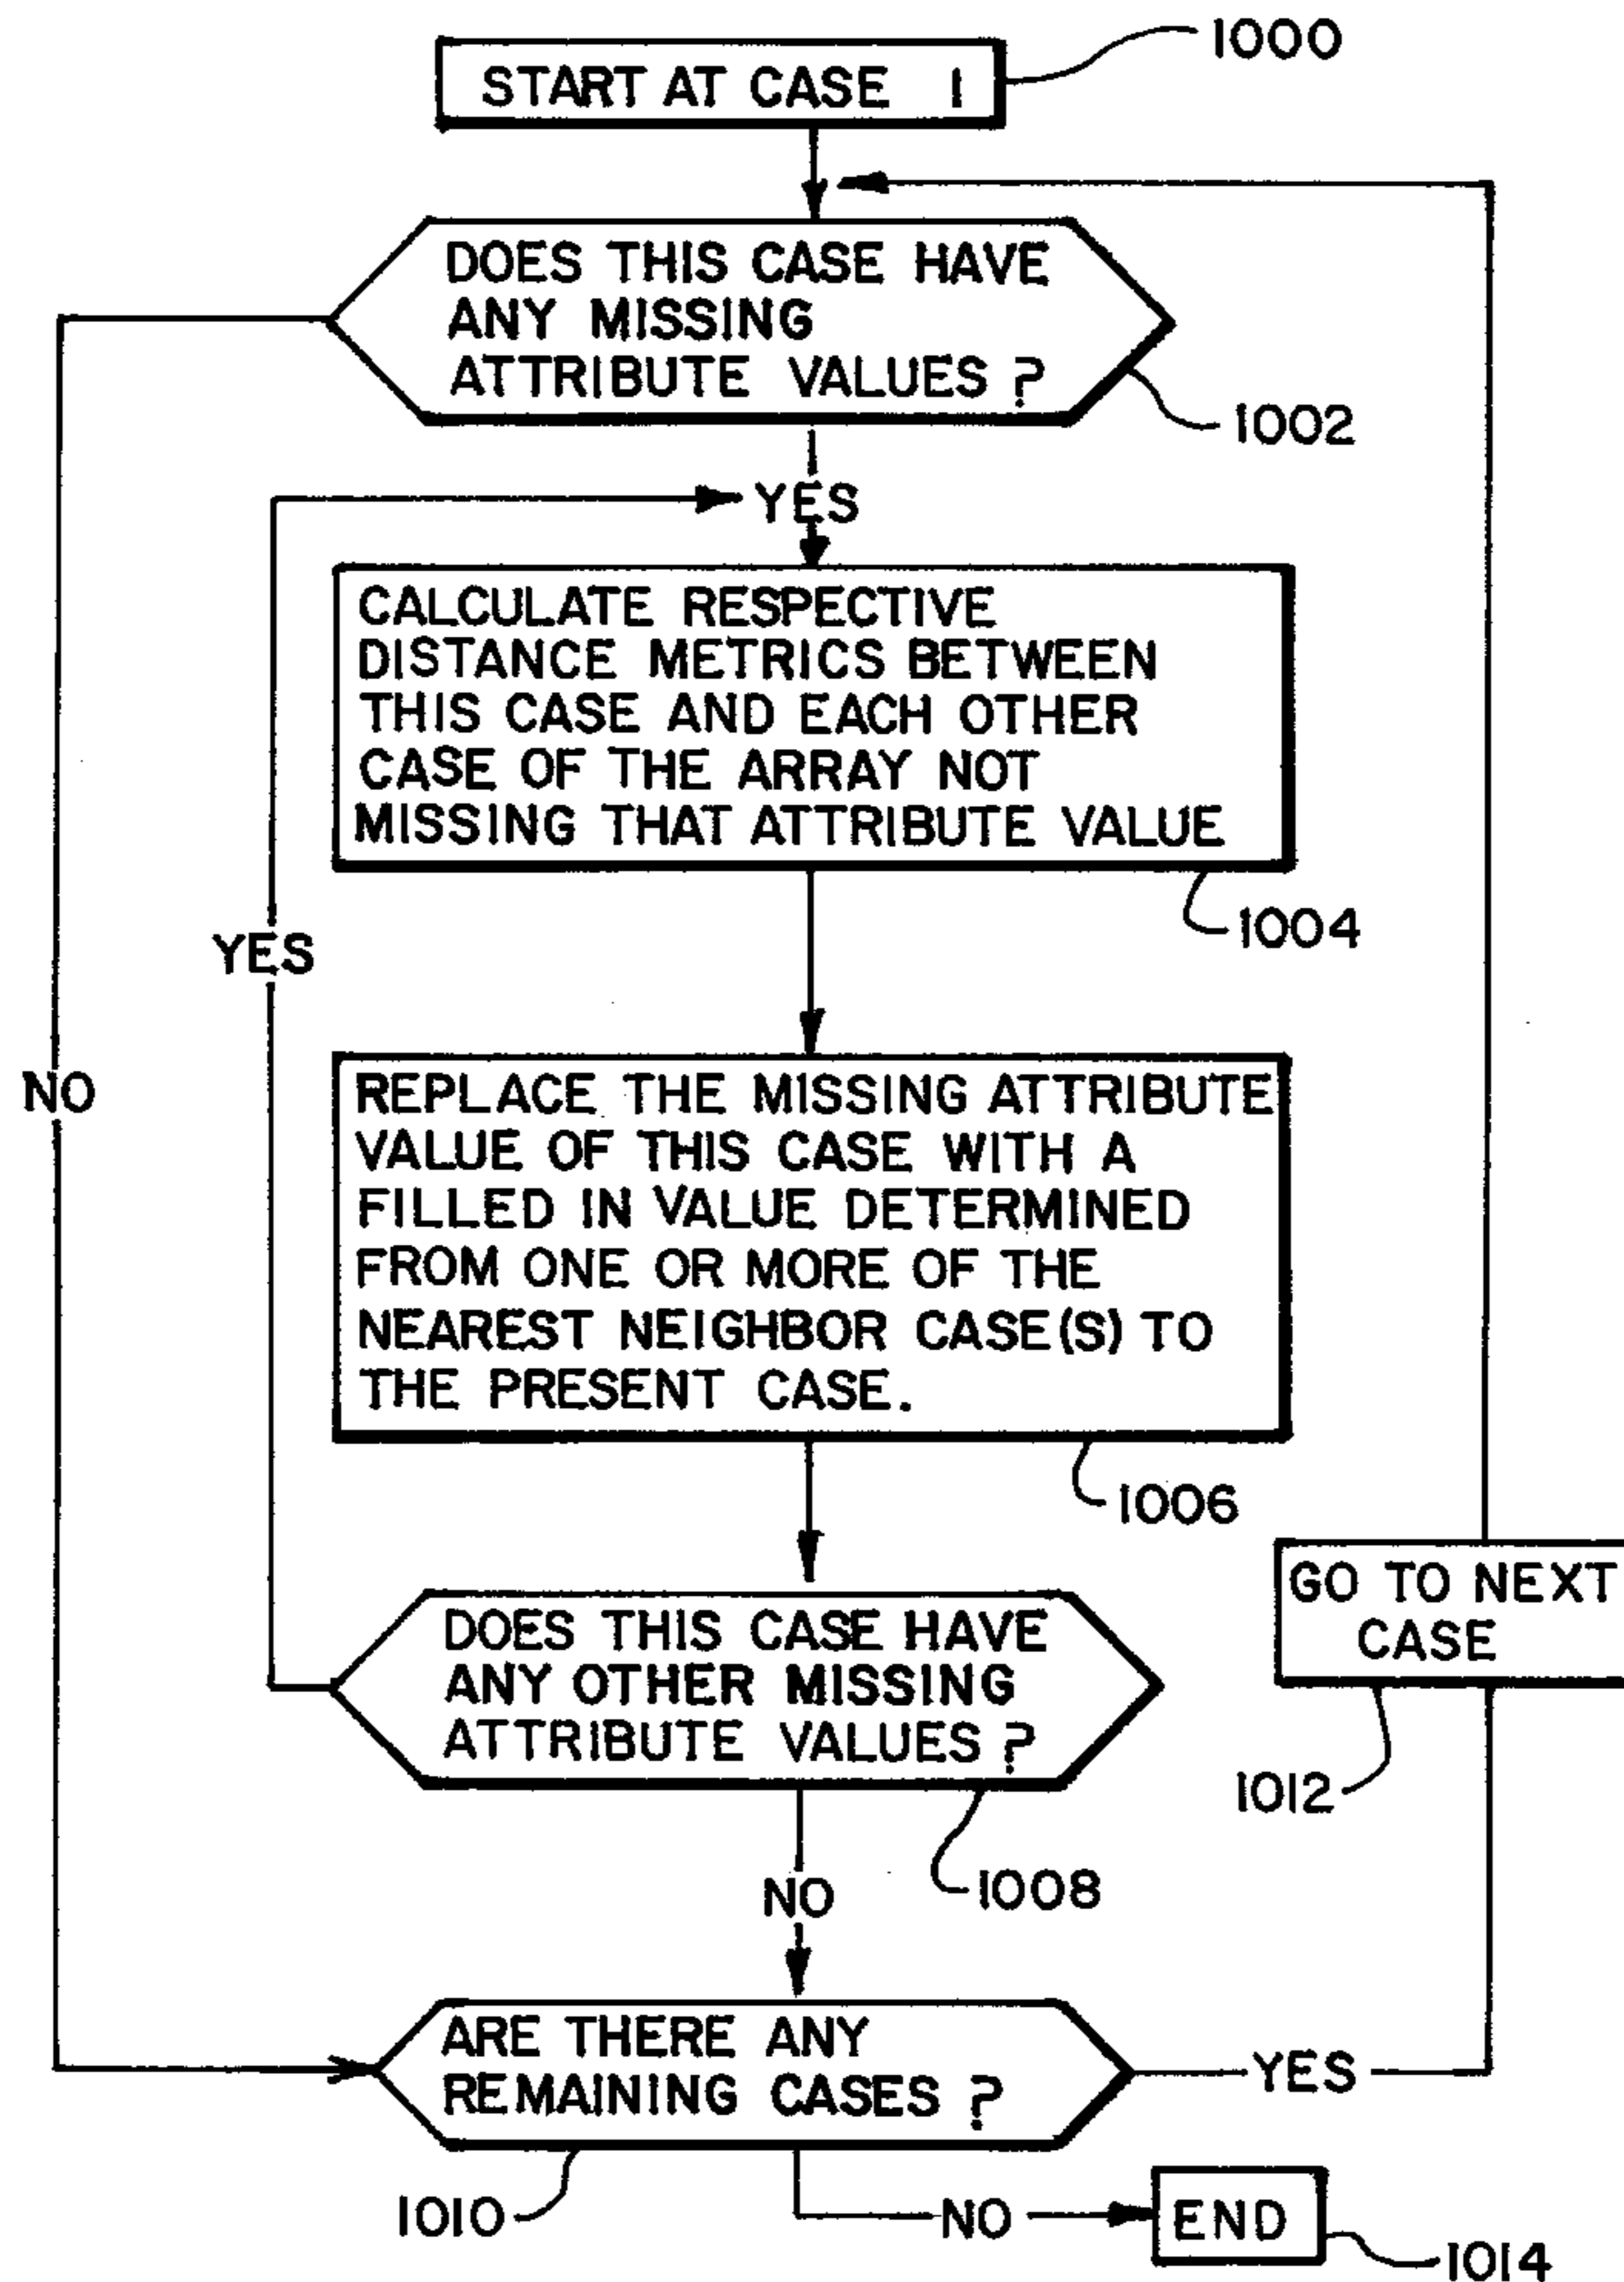 1000
START AT CASE 1
DOES THIS CASE HAVE
ANY MISSING
ATTRIBUTE VALUES ?
1002
YES
CALCULATE RESPECTIVE
DISTANCE METRICS BETWEEN
THIS CASE AND EACH OTHER
CASE OF THE ARRAY NOT
MISSING THAT ATTRIBUTE VALUE
1004
YES
NO
REPLACE THE MISSING ATTRIBUTE
VALUE OF THIS CASE WITH A
FILLED IN VALUE DETERMINED
FROM ONE OR MORE OF THE
NEAREST NEIGHBOR CASE(S) TO
THE PRESENT CASE.
1006
GO TO NEXT
CASE
1012
DOES THIS CASE HAVE
ANY OTHER MISSING
ATTRIBUTE VALUES ?
1008
NO
ARE THERE ANY
REMAINING CASES ?
YES
1010
NO
END
1014